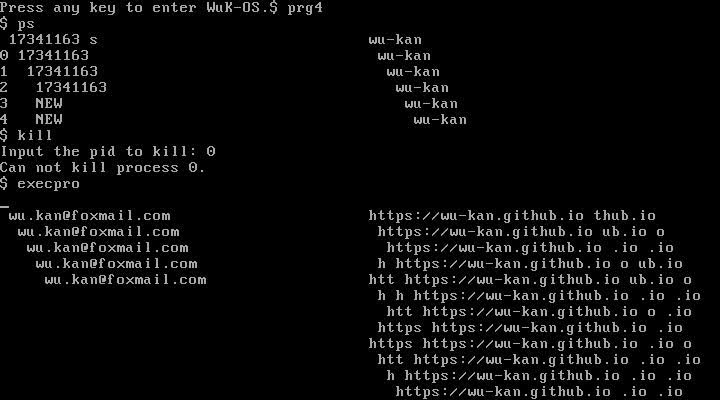 Press any key to enter WuK-OS.$ prg4
$ ps
17341163 s wu-kan
0 17341163 wu-kan
1 17341163 wu-kan
2 17341163 wu-kan
3 NEW wu-kan
4 NEW wu-kan
$ kill
Input the pid to kill: 0
Can not kill process 0.
$ execpro
_
wu.kan@foxmail.com https://wu-kan.github.io thub.io
wu.kan@foxmail.com https://wu-kan.github.io ub.io o
wu.kan@foxmail.com https://wu-kan.github.io .io .io
wu.kan@foxmail.com h https://wu-kan.github.io o ub.io
wu.kan@foxmail.com htt https://wu-kan.github.io ub.io o
h h https://wu-kan.github.io .io .io
htt https://wu-kan.github.io o .io
https https://wu-kan.github.io .io .io
https https://wu-kan.github.io .io o
htt https://wu-kan.github.io .io .io
h https://wu-kan.github.io .io .io
https://wu-kan.github.io .io .io